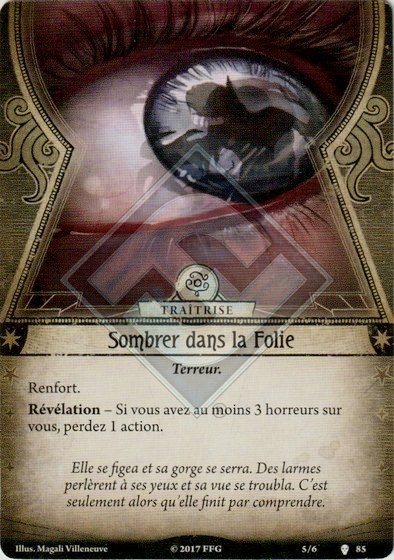 TRAÎTRISE
Sombrer dans la Folie
Terreur.
Renfort.
Révélation – Si vous avez au moins 3 horreurs sur
vous, perdez 1 action.
Elle se figea et sa gorge se serra. Des larmes
perlèrent à ses yeux et sa vue se troubla. C'est
seulement alors qu'elle finit par comprendre.
Illus. Magali Villeneuve © 2017 FFG 5/6 85